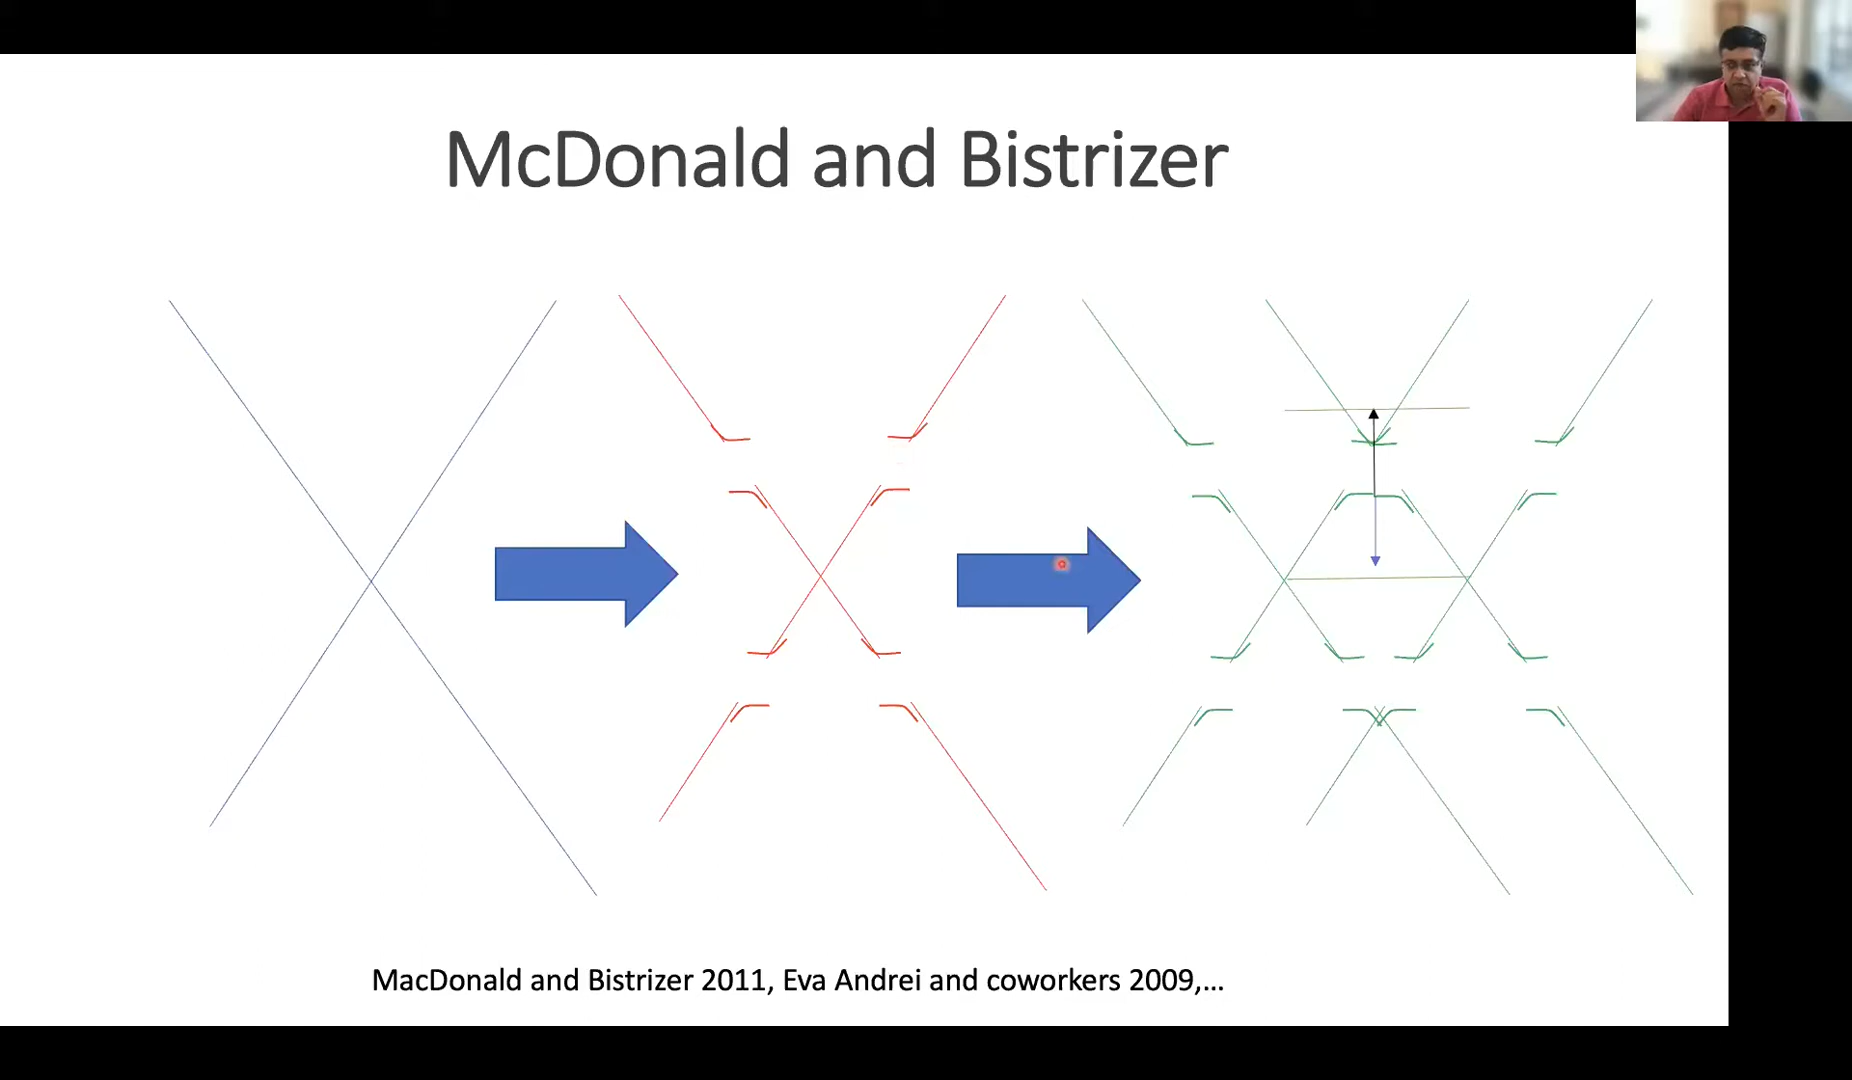 McDonald and Bistrizer
MacDonald and Bistrizer 2011, Eva Andrei and coworkers 2009,...